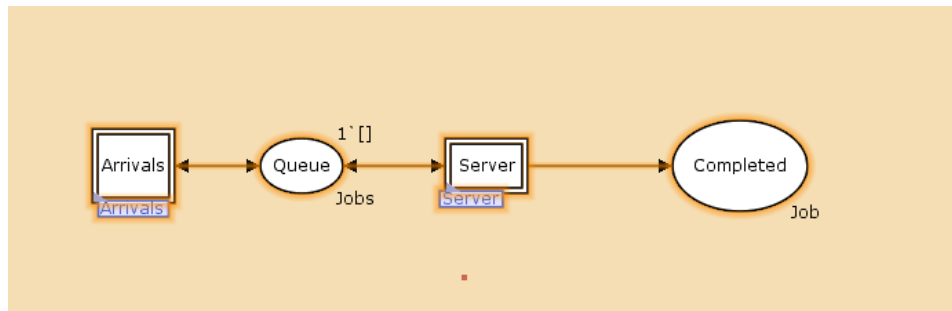 1`[]
Arrivals
Queue
Server
Completed
Arrivals
Server
Jobs
Job